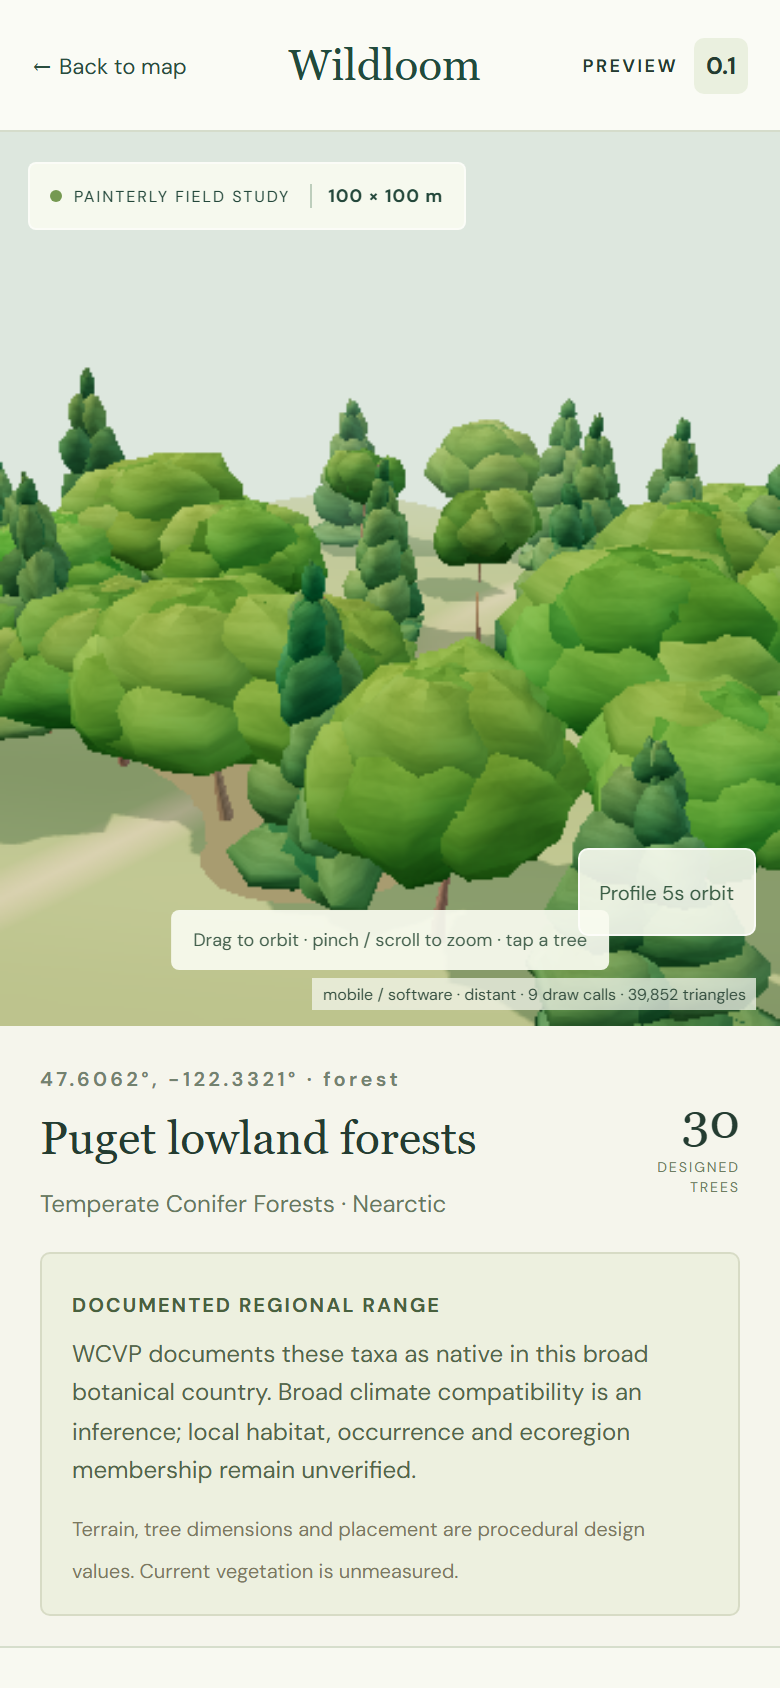 ← Back to map
Wildloom
PREVIEW 0.1
PAINTERLY FIELD STUDY | 100 × 100 m
Profile 5s orbit
Drag to orbit · pinch / scroll to zoom · tap a tree
mobile / software · distant · 9 draw calls · 39,852 triangles
47.6062°, -122.3321° · forest
Puget lowland forests
30
DESIGNED
TREES
Temperate Conifer Forests · Nearctic
DOCUMENTED REGIONAL RANGE
WCVP documents these taxa as native in this broad
botanical country. Broad climate compatibility is an
inference; local habitat, occurrence and ecoregion
membership remain unverified.
Terrain, tree dimensions and placement are procedural design
values. Current vegetation is unmeasured.